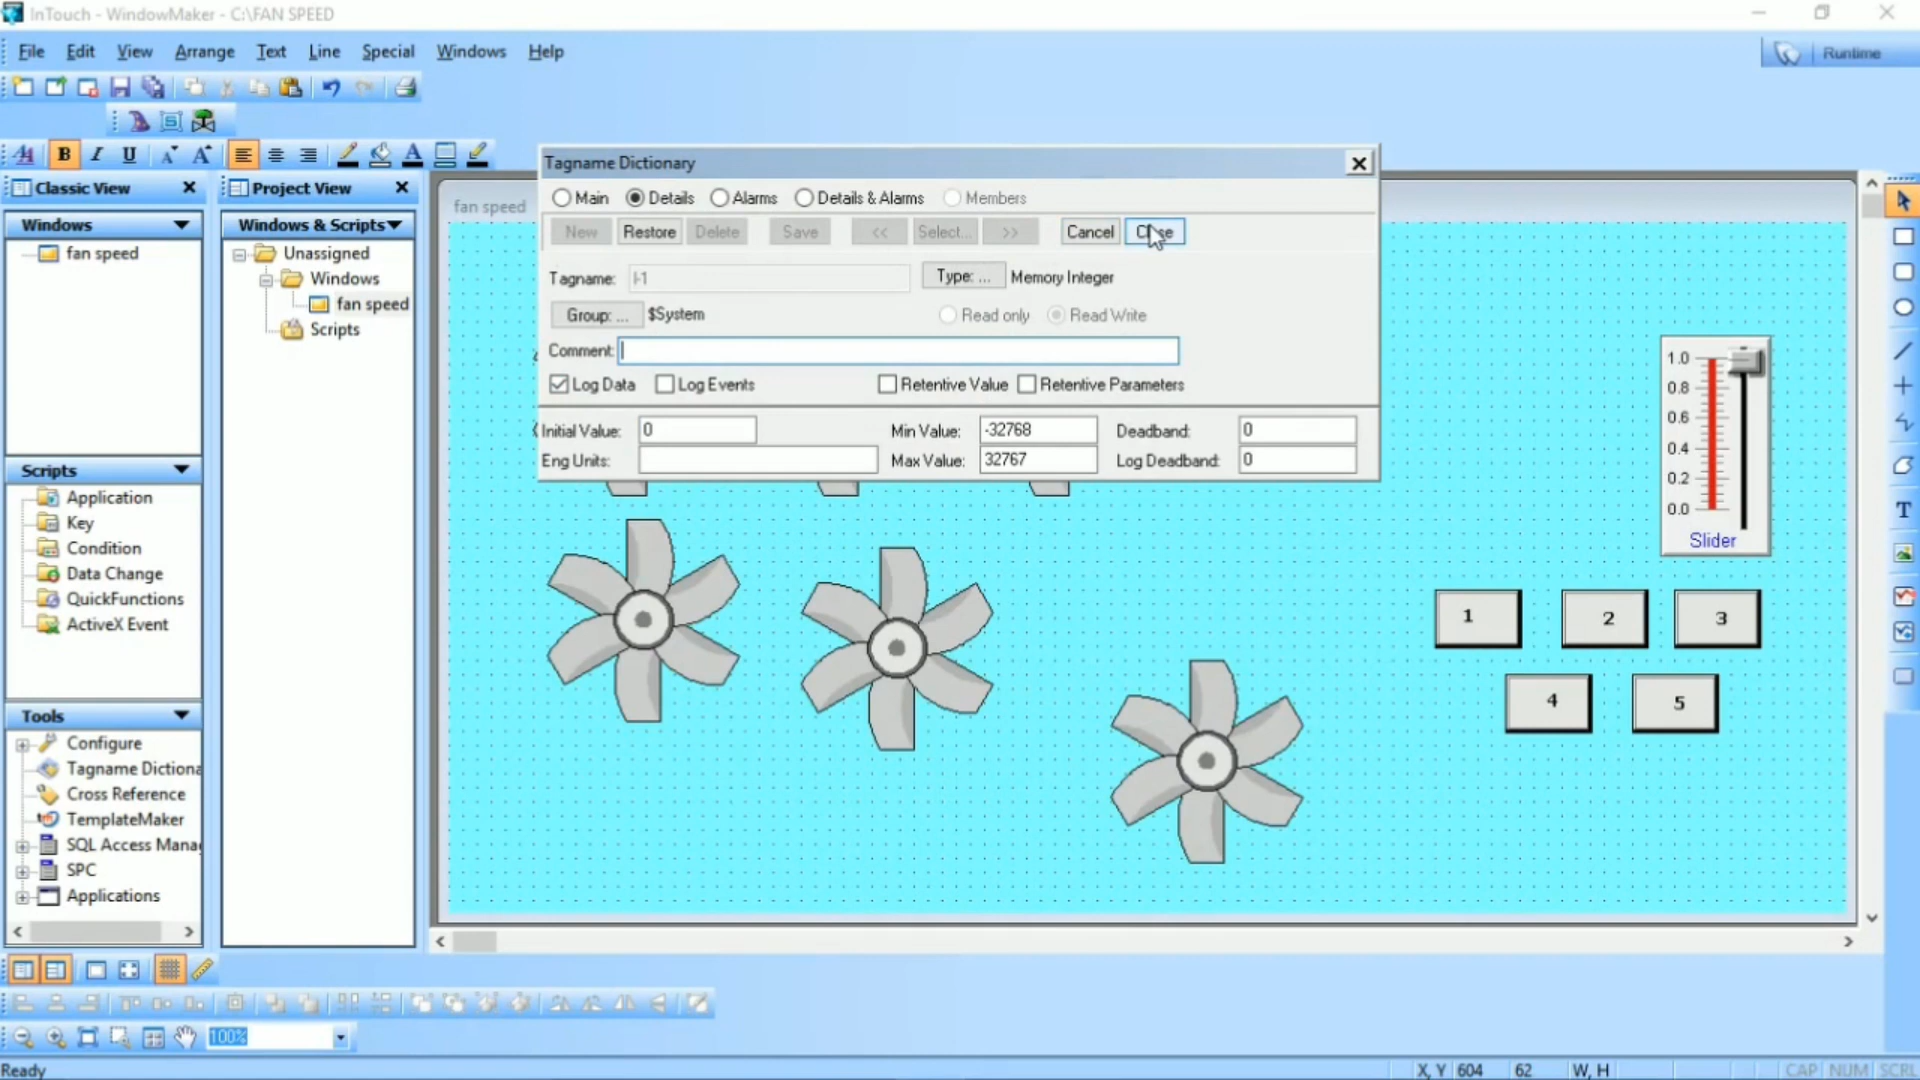 InTouch - WindowMaker - C:\FAN SPEED
File Edit View Arrange Text Line Special Windows Help
Runtime
B I U A A A
Classic View
Project View
Windows
fan speed
Windows & Scripts
Unassigned
Windows
fan speed
Scripts
Scripts
Application
Key
Condition
Data Change
QuickFunctions
ActiveX Event
Tools
Configure
Tagname Dictiona
Cross Reference
TemplateMaker
SQL Access Mana
SPC
Applications
fan speed
Tagname Dictionary
Main Details Alarms Details & Alarms Members
New Restore Delete Save << Select... >> Cancel
Tagname: Type: ... Memory Integer
Group: ... $System Read only Read Write
Comment:
Log Data Log Events Retentive Value Retentive Parameters
Initial Value: 0 Min Value: -32768 Deadband: 0
Eng Units: Max Value: 32767 Log Deadband: 0
1.0
0.8
0.6
0.4
0.2
0.0
Slider
1 2 3
4 5
T
100%
Ready
X, Y 604 62 W, H CAP NUM SCRL